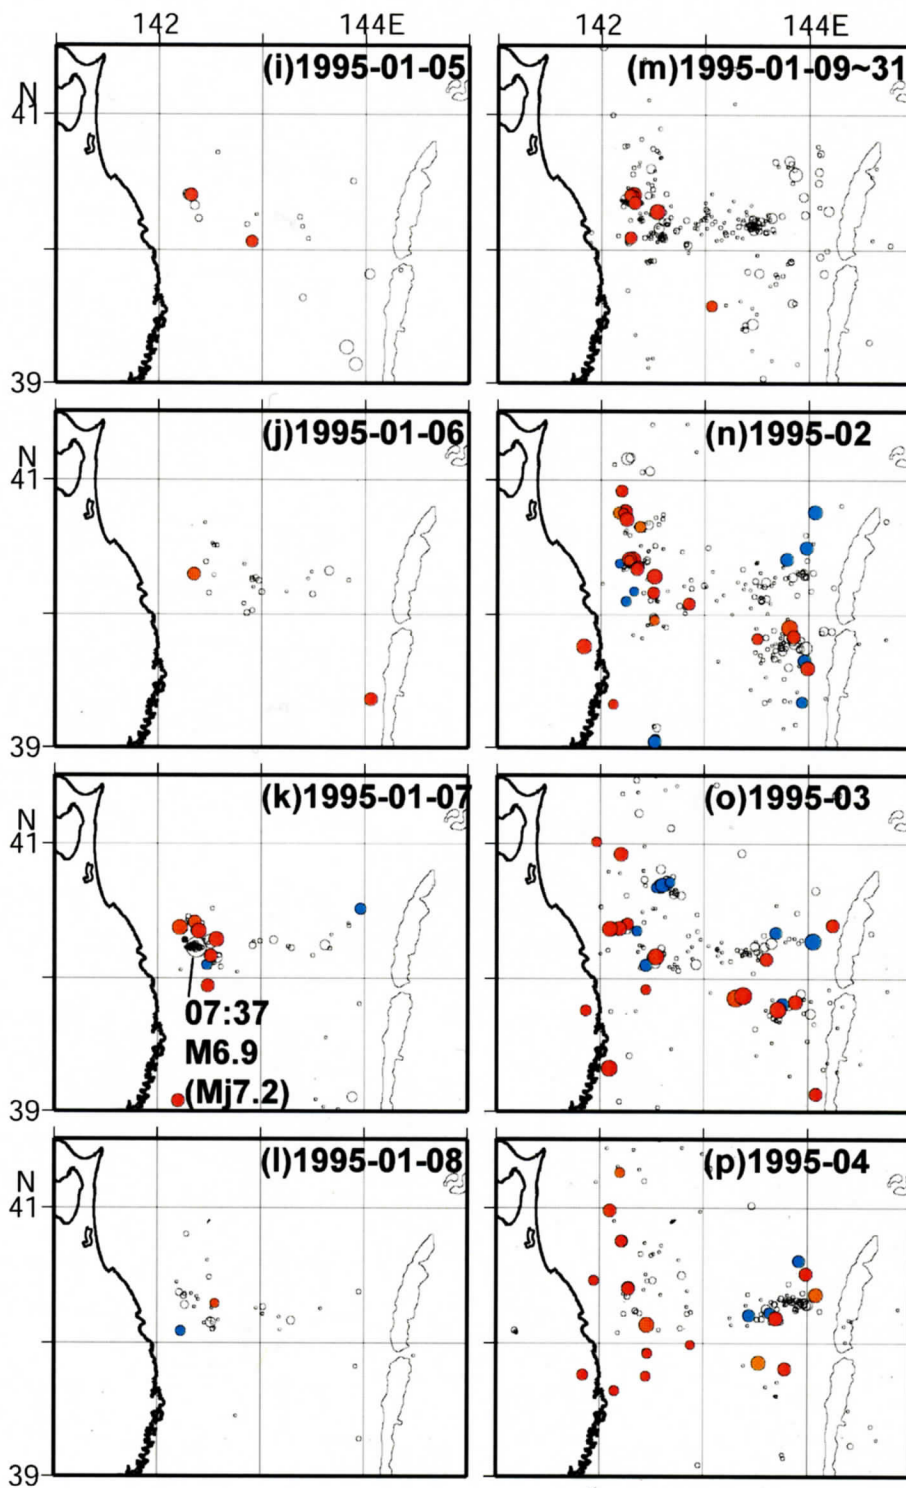 142 144E 142 144E
(i)1995-01-05 (m)1995-01-09~31
N
41
39
(j)1995-01-06 (n)1995-02
N
41
39
(k)1995-01-07 (o)1995-03
N
41
07:37
M6.9
(Mj7.2)
39
(l)1995-01-08 (p)1995-04
N
41
39